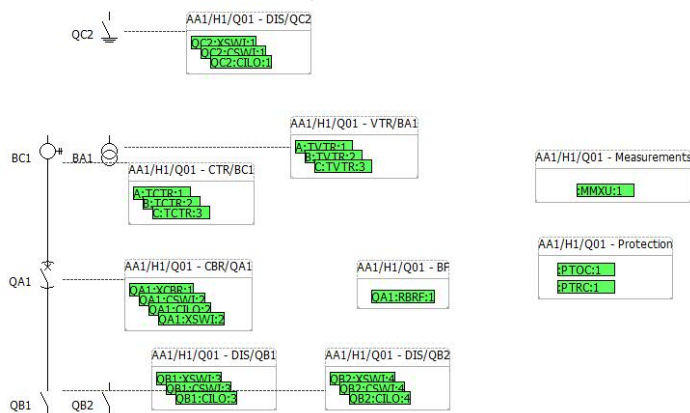 AA1/H1/Q01 - DIS/QC2
QC2
QC2:XSWI:1
QC2:CSWI:1
QC2:CILO:1
AA1/H1/Q01 - VTR/BA1
BC1
BA1
A:TVTR:1
B:TVTR:2
C:TVTR:3
AA1/H1/Q01 - CTR/BC1
A:TCTR:1
B:TCTR:2
C:TCTR:3
AA1/H1/Q01 - Measurements
:MMXU:1
AA1/H1/Q01 - Protection
:PTOC:1
:PTRC:1
QA1
AA1/H1/Q01 - CBR/QA1
QA1:XCBR:1
QA1:CSWI:2
QA1:CILO:2
QA1:XSWI:2
AA1/H1/Q01 - BF
QA1:RBRF:1
AA1/H1/Q01 - DIS/QB1
QB1:XSWI:3
QB1:CSWI:3
QB1:CILO:3
AA1/H1/Q01 - DIS/QB2
QB2:XSWI:4
QB2:CSWI:4
QB2:CILO:4
QB1
QB2